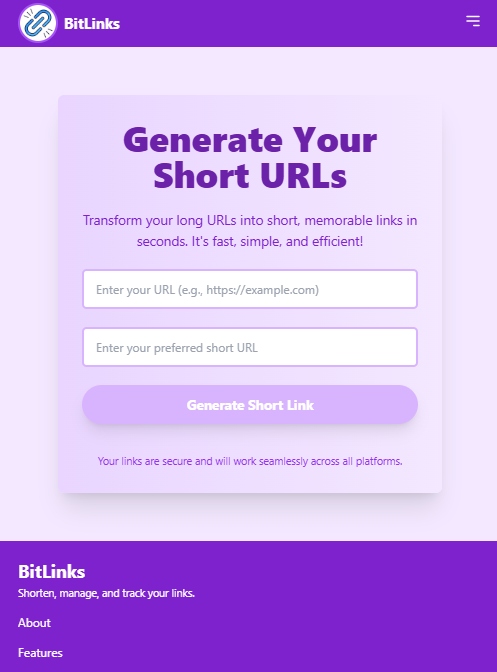 BitLinks
Generate Your
Short URLs
Transform your long URLs into short, memorable links in
seconds. It's fast, simple, and efficient!
Enter your URL (e.g., https://example.com)
Enter your preferred short URL
Generate Short Link
Your links are secure and will work seamlessly across all platforms.
BitLinks
Shorten, manage, and track your links.
About
Features